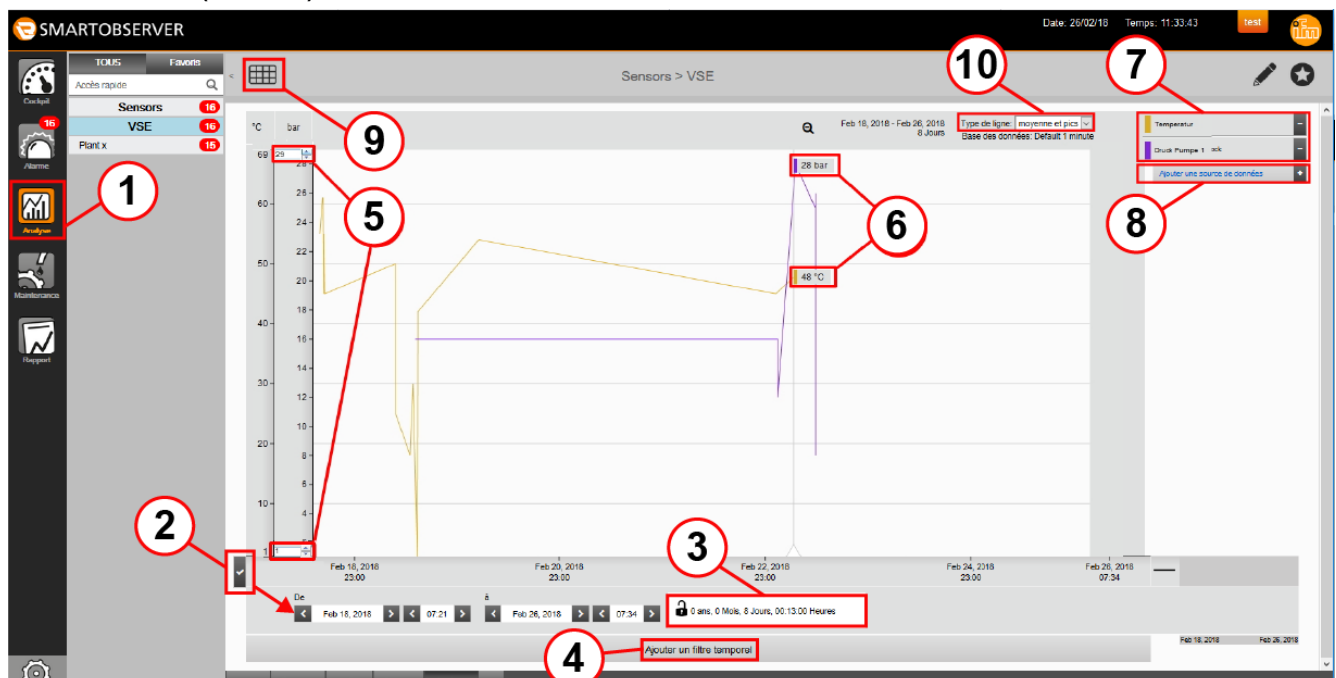 SMARTOBSERVER
Date: 26/02/18 Temps: 11:33:43 test ifm
TOUS Favoris
Accès rapide
Sensors 16
VSE 16
Plant x 15
Cockpit
16
Alarme
Analyse
Maintenance
Rapport
Sensors > VSE
10
7
9
1
5
6
8
2
3
4
°C bar
Feb 18, 2018 - Feb 26, 2018
8 Jours
Type de ligne: moyenne et pics
Base des données: Default 1 minute
Temperatur
Druck Pumpe 1
Ajouter une source de données
69 29
28
26
60
24
22
50
20
18
40
16
14
30
12
10
20
8
6
10
4
1 1
28 bar
48 °C
Feb 18, 2018
23:00
Feb 20, 2018
23:00
Feb 22, 2018
23:00
Feb 24, 2018
23:00
Feb 26, 2018
07:34
De à
Feb 18, 2018 07:21 Feb 26, 2018 07:34
0 ans, 0 Mois, 8 Jours, 00:13:00 Heures
Ajouter un filtre temporel
Feb 18, 2018 Feb 26, 2018